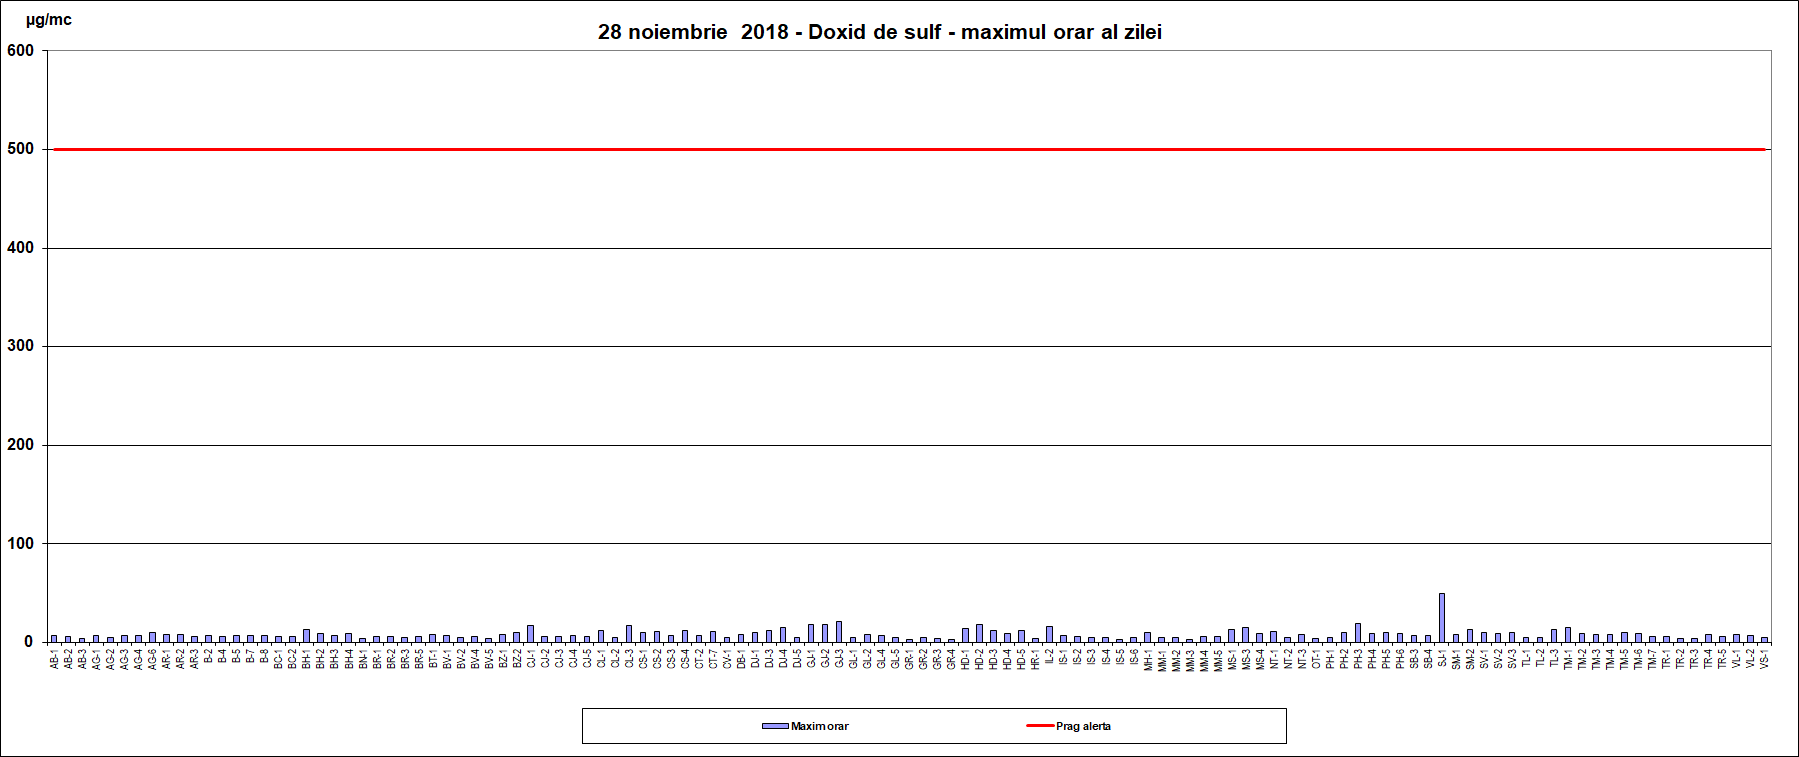 µg/mc
28 noiembrie  2018 - Doxid de sulf - maximul orar al zilei
600
500
400
300
200
100
0
AB-1 AB-2 AB-3 AG-1 AG-2 AG-3 AG-4 AG-6 AR-1 AR-2 AR-3 B-2 B-4 B-5 B-7 B-8 BC-1 BC-2 BH-1 BH-2 BH-3 BH-4 BN-1 BR-1 BR-2 BR-3 BR-5 BT-1 BV-1 BV-2 BV-4 BV-5 BZ-1 BZ-2 CJ-1 CJ-2 CJ-3 CJ-4 CJ-5 CL-1 CL-2 CL-3 CS-1 CS-2 CS-3 CS-4 CT-2 CT-7 CV-1 DB-1 DJ-1 DJ-3 DJ-4 DJ-5 GJ-1 GJ-2 GJ-3 GL-1 GL-2 GL-4 GL-5 GR-1 GR-2 GR-3 GR-4 HD-1 HD-2 HD-3 HD-4 HD-5 HR-1 IL-2 IS-1 IS-2 IS-3 IS-4 IS-5 IS-6 MH-1 MM-1 MM-2 MM-3 MM-4 MM-5 MS-1 MS-3 MS-4 NT-1 NT-2 NT-3 OT-1 PH-1 PH-2 PH-3 PH-4 PH-5 PH-6 SB-3 SB-4 SJ-1 SM-1 SM-2 SV-1 SV-2 SV-3 TL-1 TL-2 TL-3 TM-1 TM-2 TM-3 TM-4 TM-5 TM-6 TM-7 TR-1 TR-2 TR-3 TR-4 TR-5 VL-1 VL-2 VS-1
Maxim orar
Prag alerta